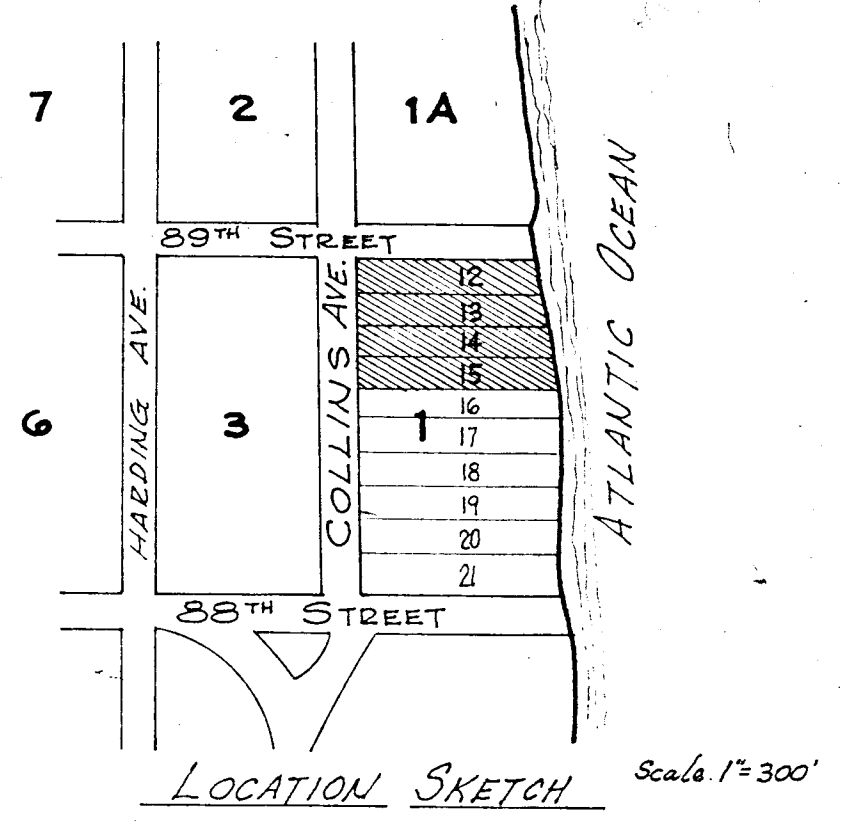 7
2
1A
89TH STREET
12
13
14
15
16
1
17
18
19
20
21
HARDING AVE.
COLLINS AVE.
6
3
ATLANTIC OCEAN
88TH STREET
LOCATION SKETCH
Scale. 1"=300'